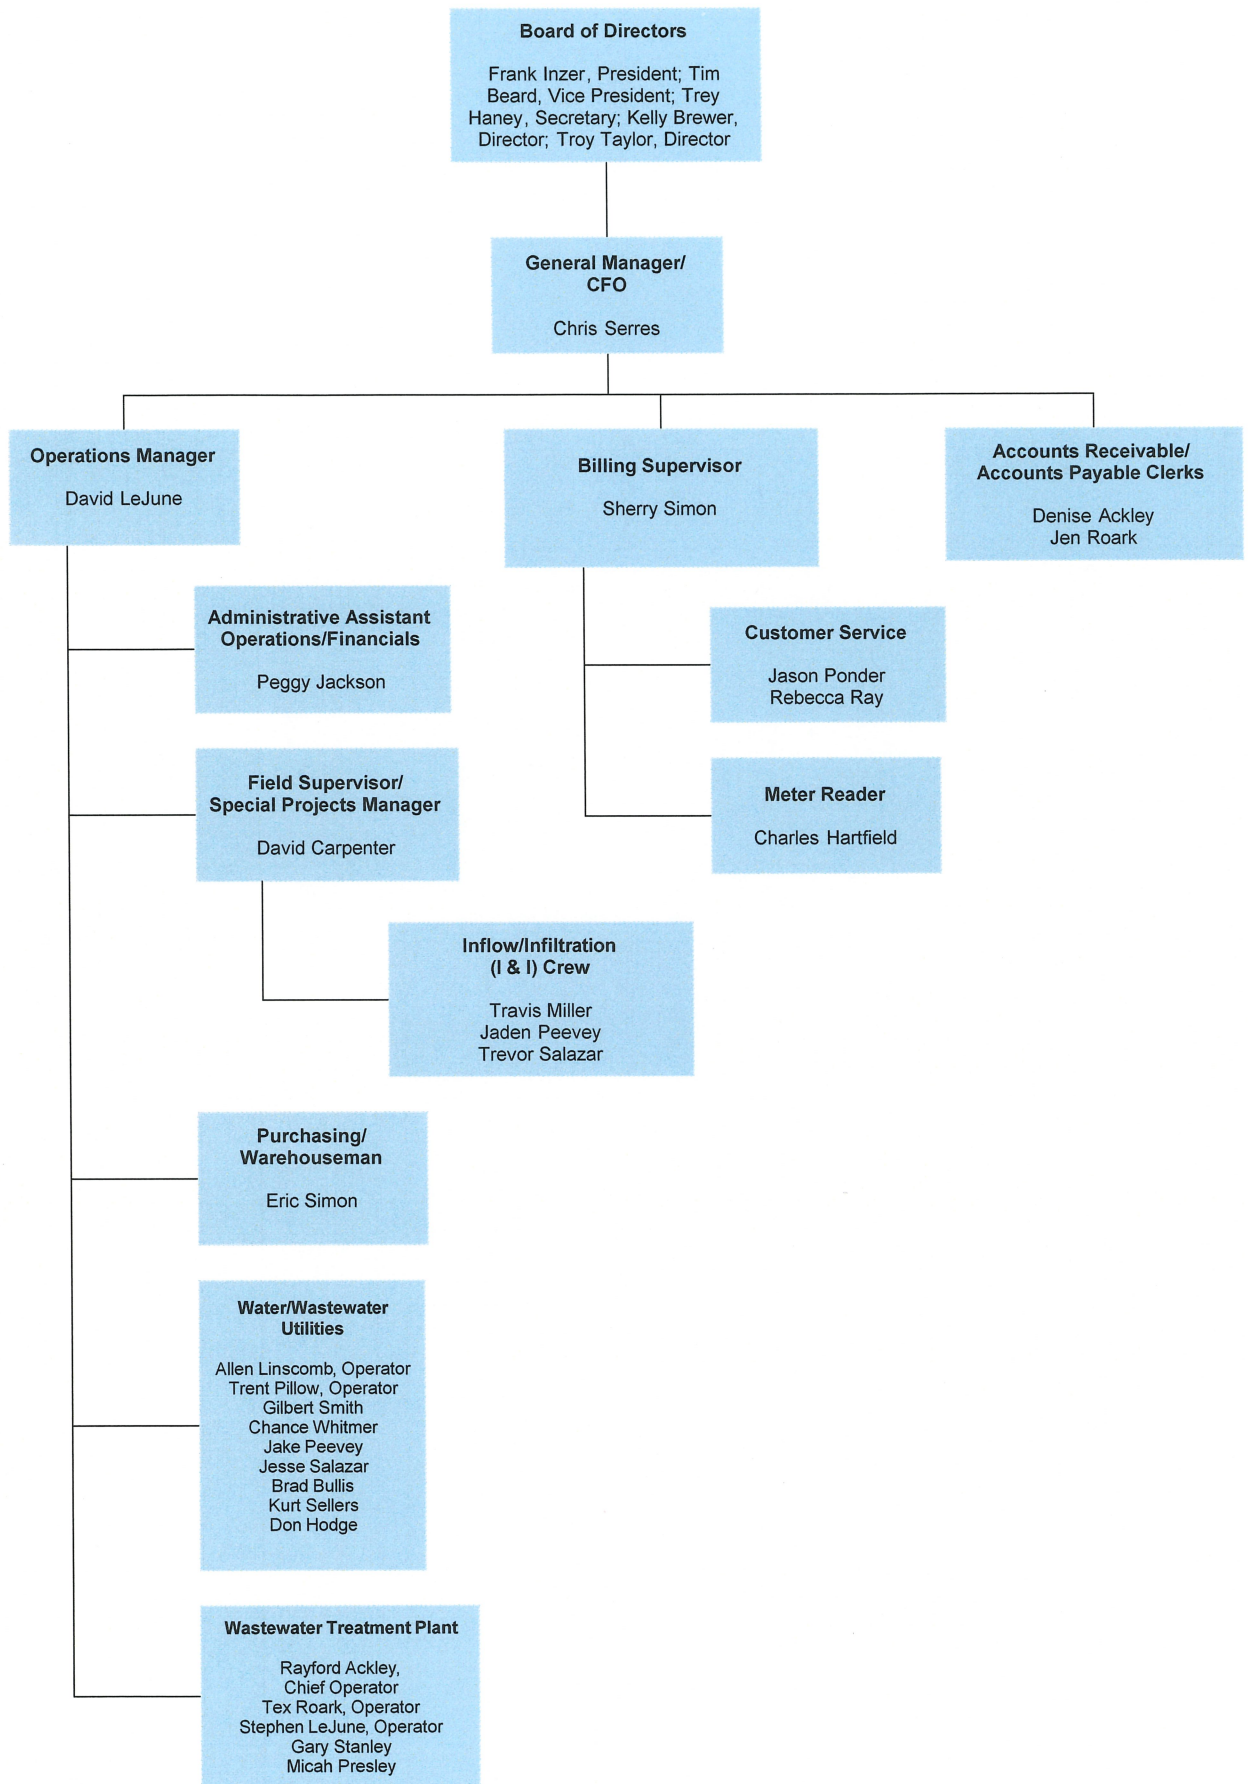 Board of Directors
Frank Inzer, President; Tim
Beard, Vice President; Trey
Haney, Secretary; Kelly Brewer,
Director; Troy Taylor, Director
General Manager/
CFO
Chris Serres
Operations Manager
David LeJune
Billing Supervisor
Sherry Simon
Accounts Receivable/
Accounts Payable Clerks
Denise Ackley
Jen Roark
Administrative Assistant
Operations/Financials
Peggy Jackson
Customer Service
Jason Ponder
Rebecca Ray
Field Supervisor/
Special Projects Manager
David Carpenter
Meter Reader
Charles Hartfield
Inflow/Infiltration
(I & I) Crew
Travis Miller
Jaden Peevey
Trevor Salazar
Purchasing/
Warehouseman
Eric Simon
Water/Wastewater
Utilities
Allen Linscomb, Operator
Trent Pillow, Operator
Gilbert Smith
Chance Whitmer
Jake Peevey
Jesse Salazar
Brad Bullis
Kurt Sellers
Don Hodge
Wastewater Treatment Plant
Rayford Ackley,
Chief Operator
Tex Roark, Operator
Stephen LeJune, Operator
Gary Stanley
Micah Presley